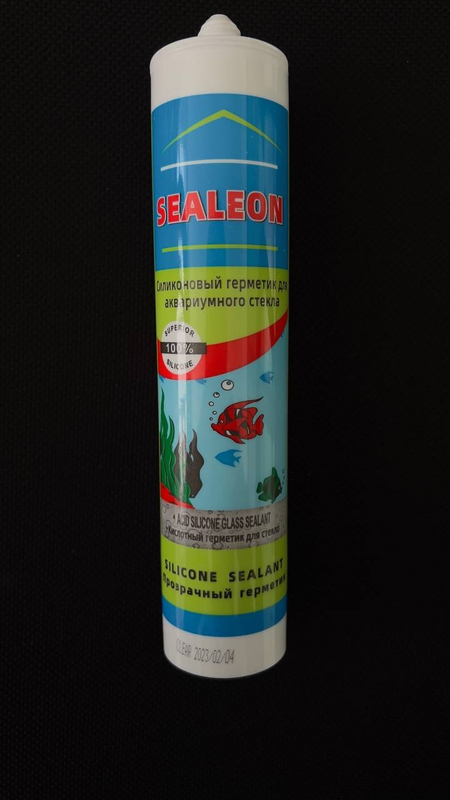 SEALEON
Силиконовый герметик для
аквариумного стекла
SUPERIOR
100%
SILICONE
ACID SILICONE GLASS SEALANT
Кислотный герметик для стекла
SILICONE SEALANT
Прозрачный герметик
CLEAR 2023/02/04